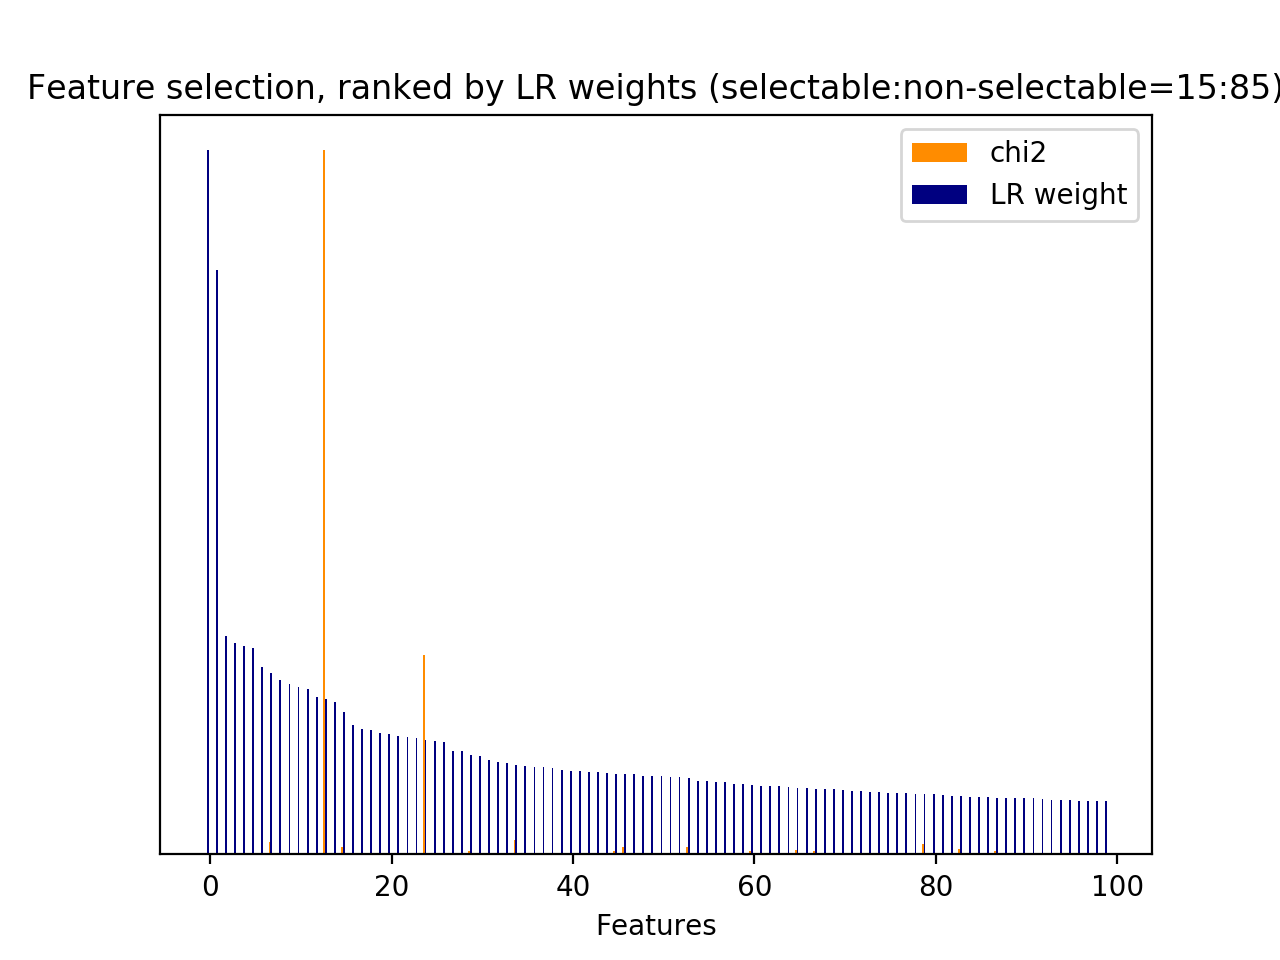 Feature selection, ranked by LR weights (selectable:non-selectable=15:85)
chi2
LR weight
0 20 40 60 80 100
Features